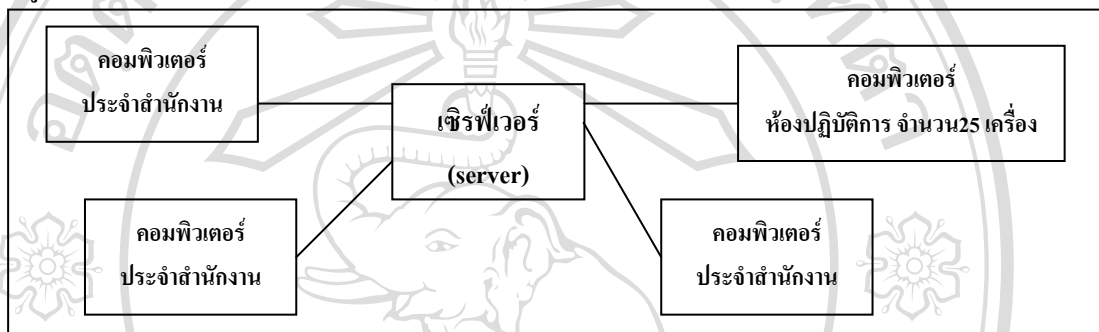 คอมพิวเตอร์
ประจำสำนักงาน
คอมพิวเตอร์
ห้องปฏิบัติการ จำนวน25 เครื่อง
เซิรฟ์เวอร์
(server)
คอมพิวเตอร์
ประจำสำนักงาน
คอมพิวเตอร์
ประจำสำนักงาน